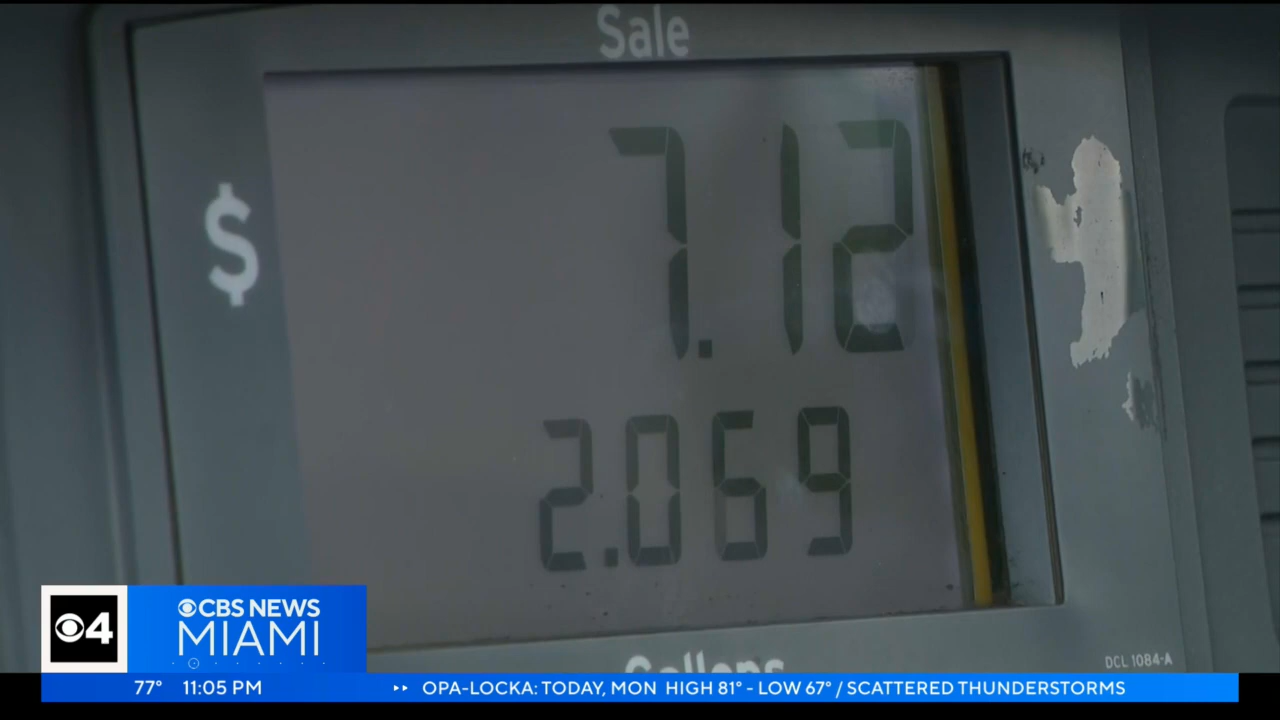 Sale
$
7.12
2.069
Gallons
DCL 1084-A
4
CBS NEWS
MIAMI
77° 11:05 PM
OPA-LOCKA: TODAY, MON HIGH 81° - LOW 67° / SCATTERED THUNDERSTORMS